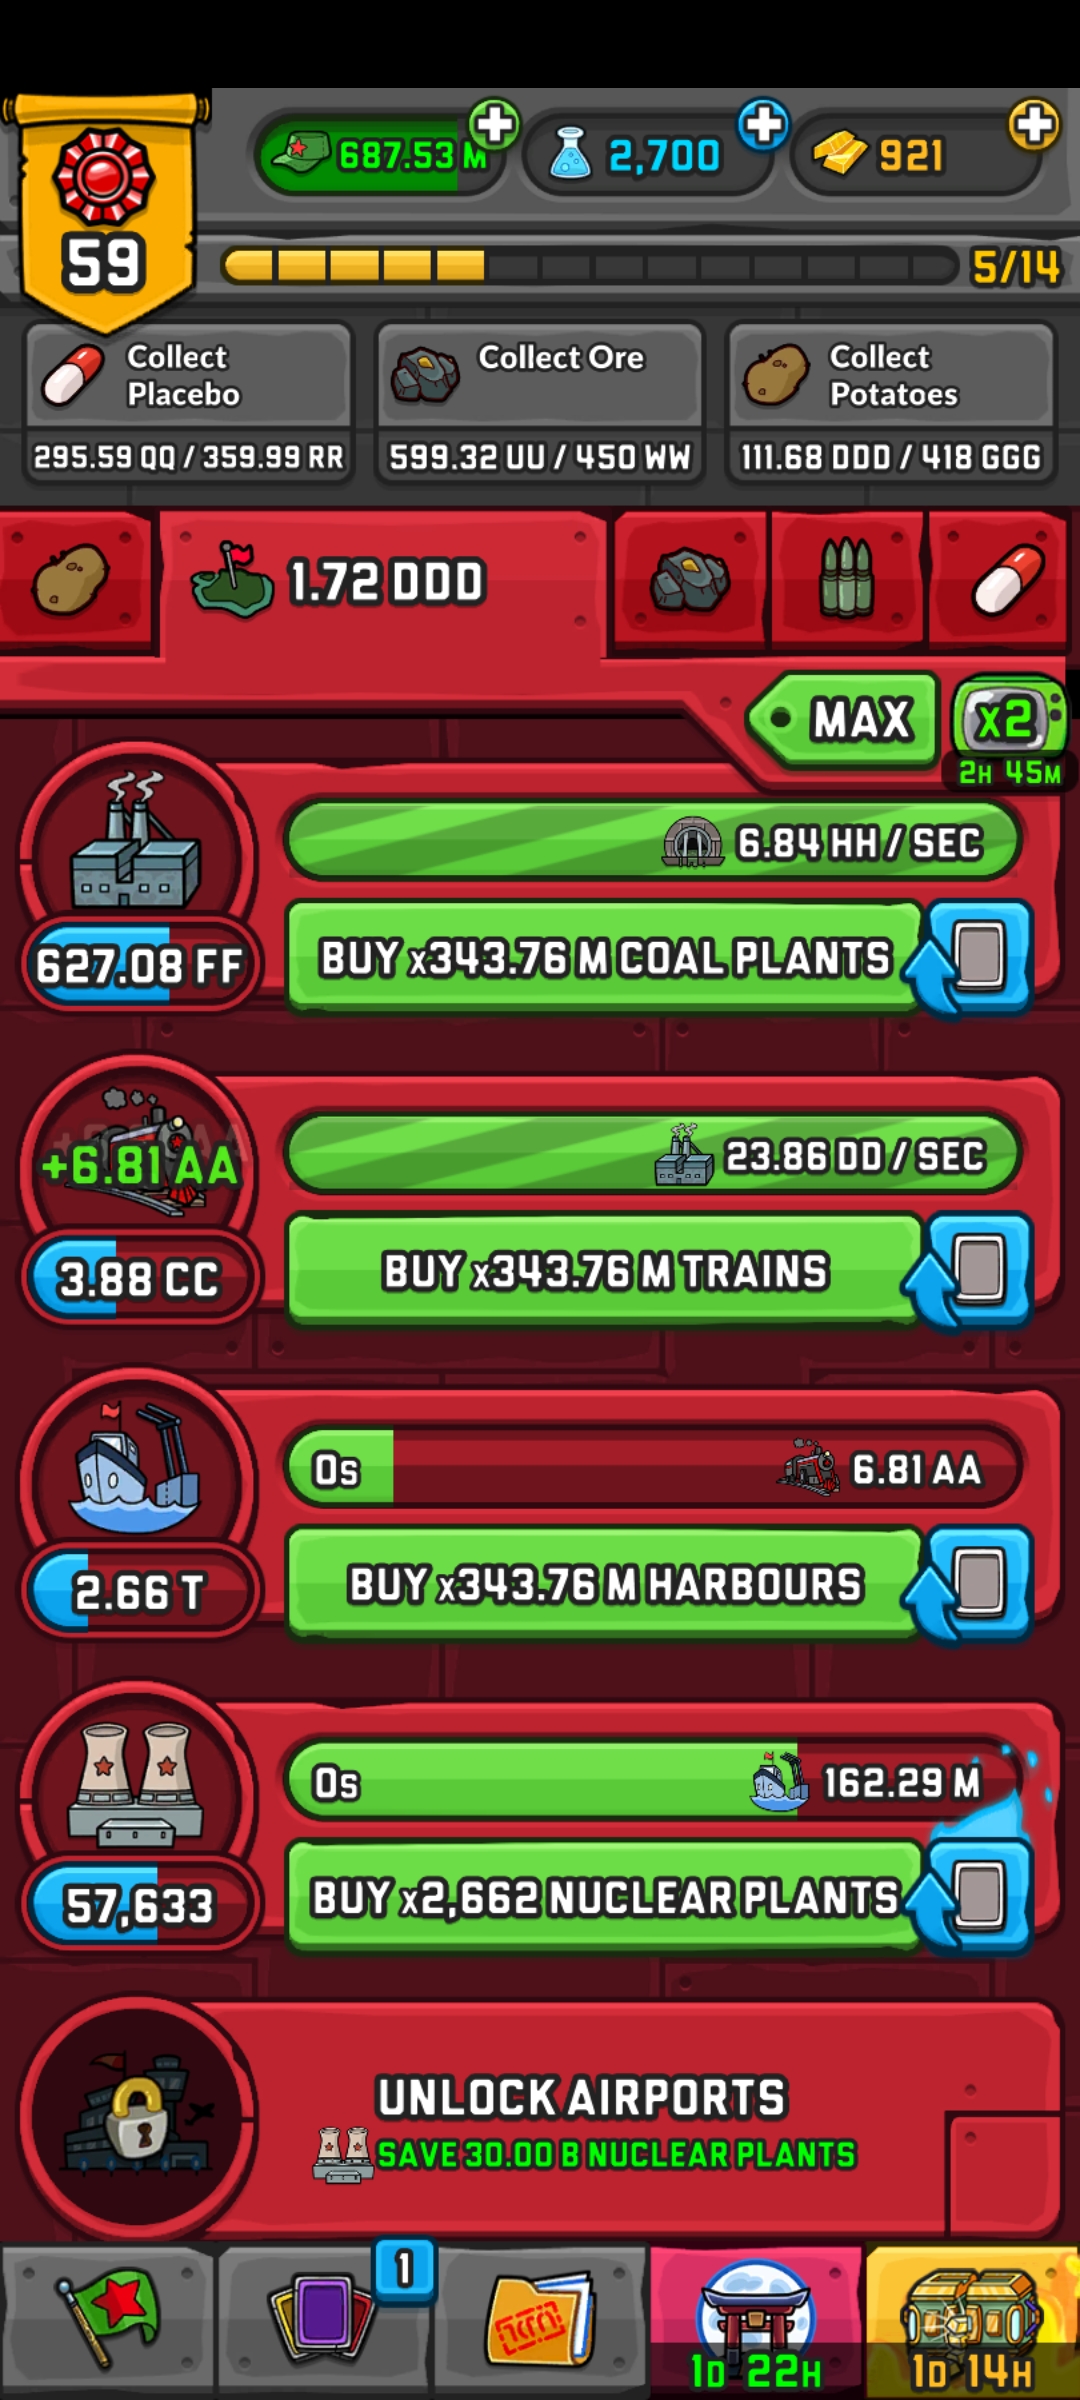 687.53 M
2,700
921
59
5/14
Collect
Placebo
295.59 QQ / 359.99 RR
Collect Ore
599.32 UU / 450 WW
Collect
Potatoes
111.68 DDD / 418 GGG
1.72 DDD
MAX
x2
2H 45M
6.84 HH / SEC
627.08 FF
BUY x343.76 M COAL PLANTS
+6.81 AA
23.86 DD / SEC
3.88 CC
BUY x343.76 M TRAINS
0s
6.81 AA
2.66 T
BUY x343.76 M HARBOURS
0s
162.29 M
57,633
BUY x2,662 NUCLEAR PLANTS
UNLOCK AIRPORTS
SAVE 30.00 B NUCLEAR PLANTS
1
1D 22H
1D 14H